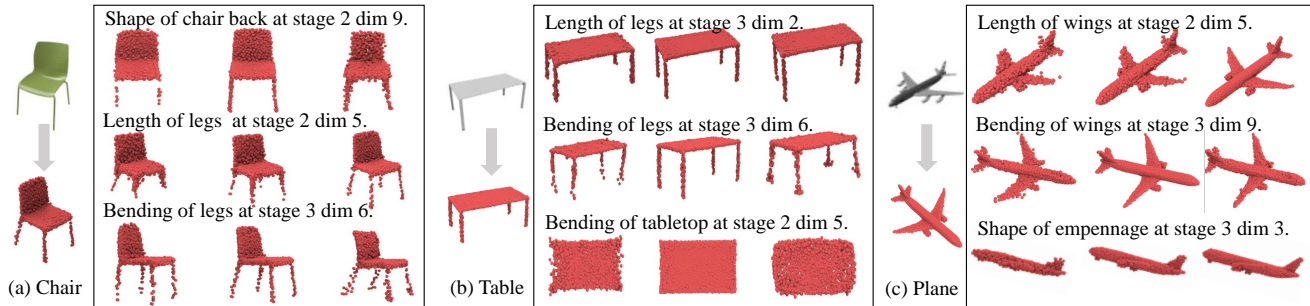 Shape of chair back at stage 2 dim 9.
Length of legs at stage 2 dim 5.
Bending of legs at stage 3 dim 6.
(a) Chair
Length of legs at stage 3 dim 2.
Bending of legs at stage 3 dim 6.
Bending of tabletop at stage 2 dim 5.
(b) Table
Length of wings at stage 2 dim 5.
Bending of wings at stage 3 dim 9.
Shape of empennage at stage 3 dim 3.
(c) Plane